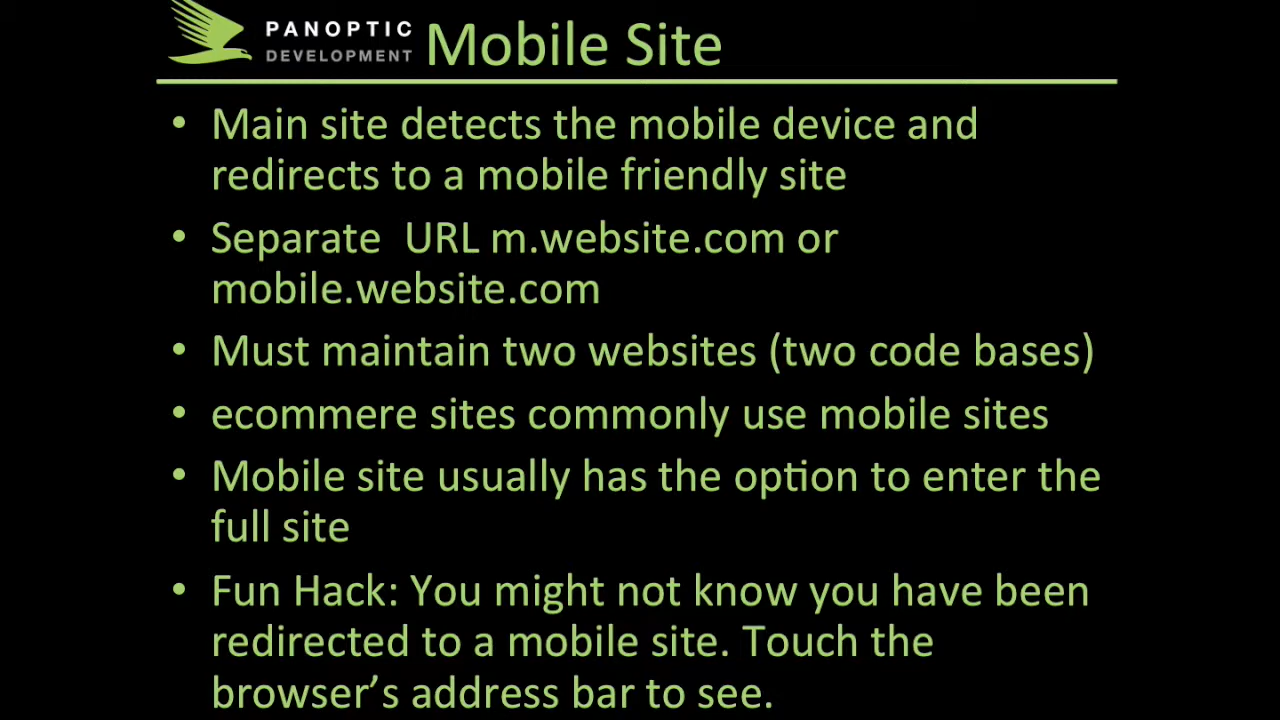 PANOPTIC
DEVELOPMENT
Mobile Site
• Main site detects the mobile device and
redirects to a mobile friendly site
• Separate  URL m.website.com or
mobile.website.com
• Must maintain two websites (two code bases)
• ecommere sites commonly use mobile sites
• Mobile site usually has the option to enter the
full site
• Fun Hack: You might not know you have been
redirected to a mobile site. Touch the
browser’s address bar to see.